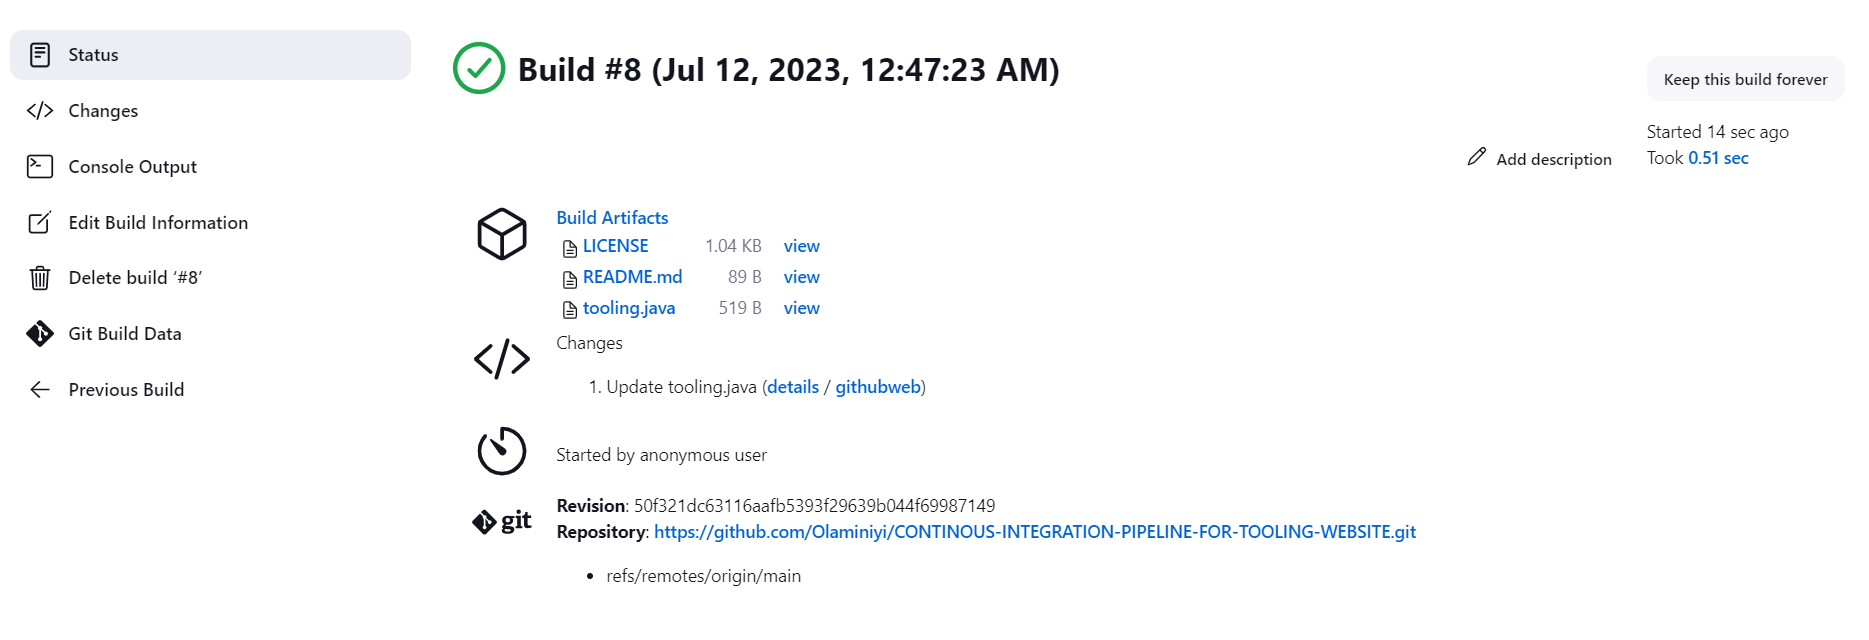 Status
Changes
Console Output
Edit Build Information
Delete build ‘#8’
Git Build Data
Previous Build
Build #8 (Jul 12, 2023, 12:47:23 AM)
Keep this build forever
Started 14 sec ago
Took 0.51 sec
Add description
Build Artifacts
LICENSE 1.04 KB view
README.md 89 B view
tooling.java 519 B view
Changes
1. Update tooling.java (details / githubweb)
Started by anonymous user
git
Revision: 50f321dc63116aafb5393f29639b044f69987149
Repository: https://github.com/Olaminiyi/CONTINOUS-INTEGRATION-PIPELINE-FOR-TOOLING-WEBSITE.git
• refs/remotes/origin/main